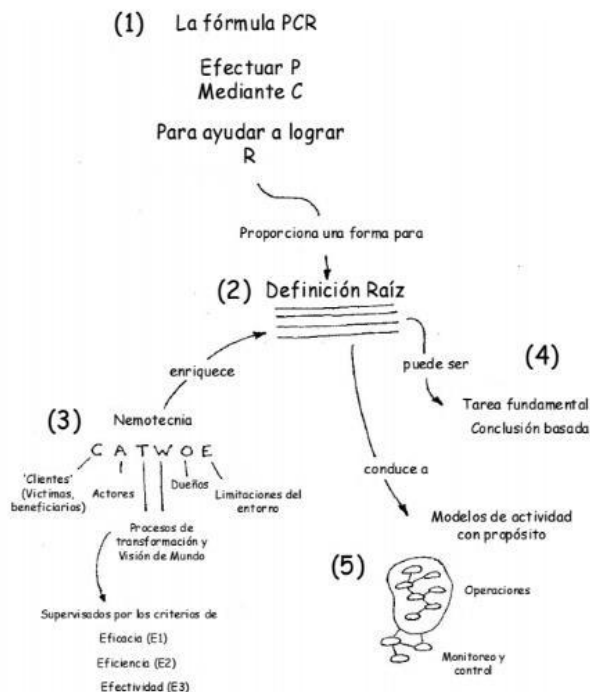 (1) La fórmula PCR
Efectuar P
Mediante C
Para ayudar a lograr
R
Proporciona una forma para
(2) Definición Raíz
enriquece
puede ser
(4)
Tarea fundamental
Conclusión basada
(3)
Nemotecnia
C A T W O E
'Clientes'
(Victimas,
beneficiarios)
Actores
Dueños
Limitaciones del
entorno
Procesos de
transformación y
Visión de Mundo
conduce a
Modelos de actividad
con propósito
(5)
Operaciones
Monitoreo y
control
Supervisados por los criterios de
Eficacia (E1)
Eficiencia (E2)
Efectividad (E3)